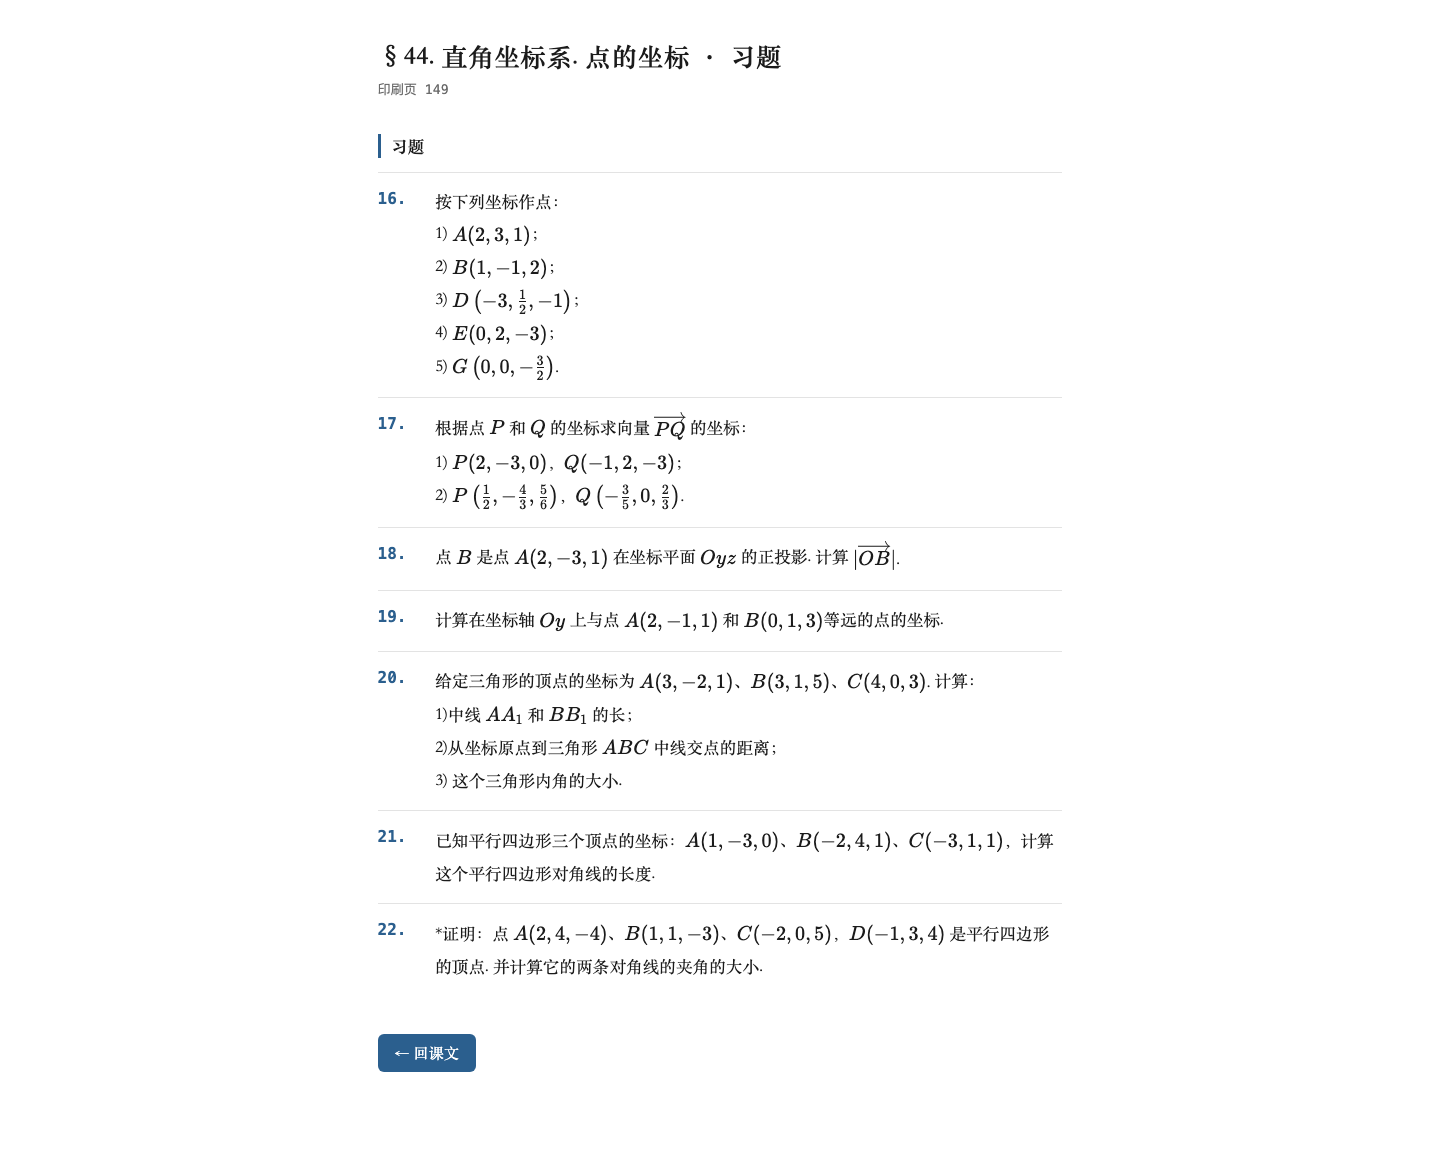 § 44. 直角坐标系. 点的坐标 · 习题
印刷页 149
习题
16. 按下列坐标作点：
1) A(2, 3, 1)；
2) B(1, −1, 2)；
3) D (−3, 1/2, −1)；
4) E(0, 2, −3)；
5) G (0, 0, −3/2).
17. 根据点 P 和 Q 的坐标求向量 \overrightarrow{PQ} 的坐标：
1) P(2, −3, 0)，Q(−1, 2, −3)；
2) P (1/2, −4/3, 5/6)，Q (−3/5, 0, 2/3).
18. 点 B 是点 A(2, −3, 1) 在坐标平面 Oyz 的正投影. 计算 |\overrightarrow{OB}|.
19. 计算在坐标轴 Oy 上与点 A(2, −1, 1) 和 B(0, 1, 3)等远的点的坐标.
20. 给定三角形的顶点的坐标为 A(3, −2, 1)、B(3, 1, 5)、C(4, 0, 3). 计算：
1)中线 AA₁ 和 BB₁ 的长；
2)从坐标原点到三角形 ABC 中线交点的距离；
3) 这个三角形内角的大小.
21. 已知平行四边形三个顶点的坐标：A(1, −3, 0)、B(−2, 4, 1)、C(−3, 1, 1)，计算
这个平行四边形对角线的长度.
22. *证明：点 A(2, 4, −4)、B(1, 1, −3)、C(−2, 0, 5)，D(−1, 3, 4) 是平行四边形
的顶点. 并计算它的两条对角线的夹角的大小.
← 回课文